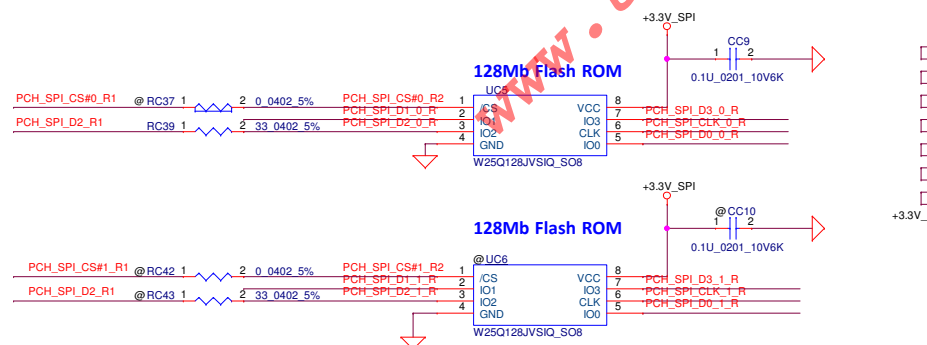 +3.3V_SPI
CC9
1 2
0.1U_0201_10V6K
128Mb Flash ROM
UC5
PCH_SPI_CS#0_R1 @ RC37 1 2 0_0402_5% PCH_SPI_CS#0_R2 1 /CS VCC 8
PCH_SPI_D1_0_R 2 IO1 IO3 7 PCH_SPI_D3_0_R
PCH_SPI_D2_R1 RC39 1 2 33_0402_5% PCH_SPI_D2_0_R 3 IO2 CLK 6 PCH_SPI_CLK_0_R
4 GND IO0 5 PCH_SPI_D0_0_R
W25Q128JVSIQ_SO8
www.
+3.3V_SPI
@ CC10
1 2
0.1U_0201_10V6K
+3.3V_
128Mb Flash ROM
@ UC6
PCH_SPI_CS#1_R1 @ RC42 1 2 0_0402_5% PCH_SPI_CS#1_R2 1 /CS VCC 8
PCH_SPI_D1_1_R 2 IO1 IO3 7 PCH_SPI_D3_1_R
PCH_SPI_D2_R1 @ RC43 1 2 33_0402_5% PCH_SPI_D2_1_R 3 IO2 CLK 6 PCH_SPI_CLK_1_R
4 GND IO0 5 PCH_SPI_D0_1_R
W25Q128JVSIQ_SO8